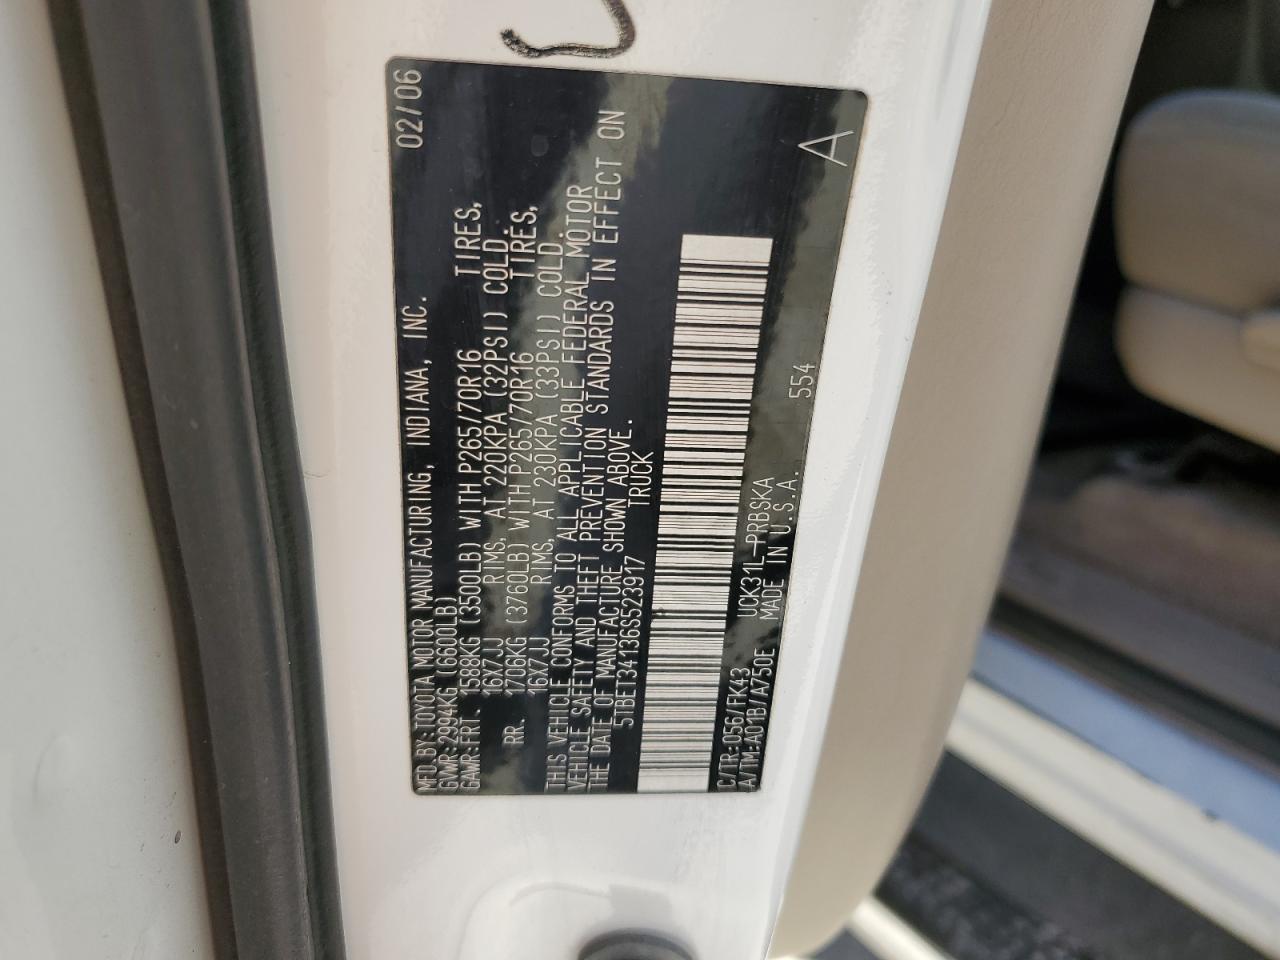 MFD. BY: TOYOTA MOTOR MANUFACTURING, INDIANA, INC. 02/06
GVWR: 2994KG (6600LB)
GAWR: FRT. 1588KG (3500LB) WITH P265/70R16 TIRES,
16X7JJ RIMS, AT 220KPA (32PSI) COLD.
RR. 1706KG (3760LB) WITH P265/70R16 TIRES,
16X7JJ RIMS, AT 230KPA (33PSI) COLD.
THIS VEHICLE CONFORMS TO ALL APPLICABLE FEDERAL MOTOR
VEHICLE SAFETY AND THEFT PREVENTION STANDARDS IN EFFECT ON
THE DATE OF MANUFACTURE SHOWN ABOVE.
5TBET34136S523917 TRUCK
C/TR: 056/FK43 UCK31L-PRBSKA 554 A
A/TM: A01B/A750E MADE IN U.S.A.